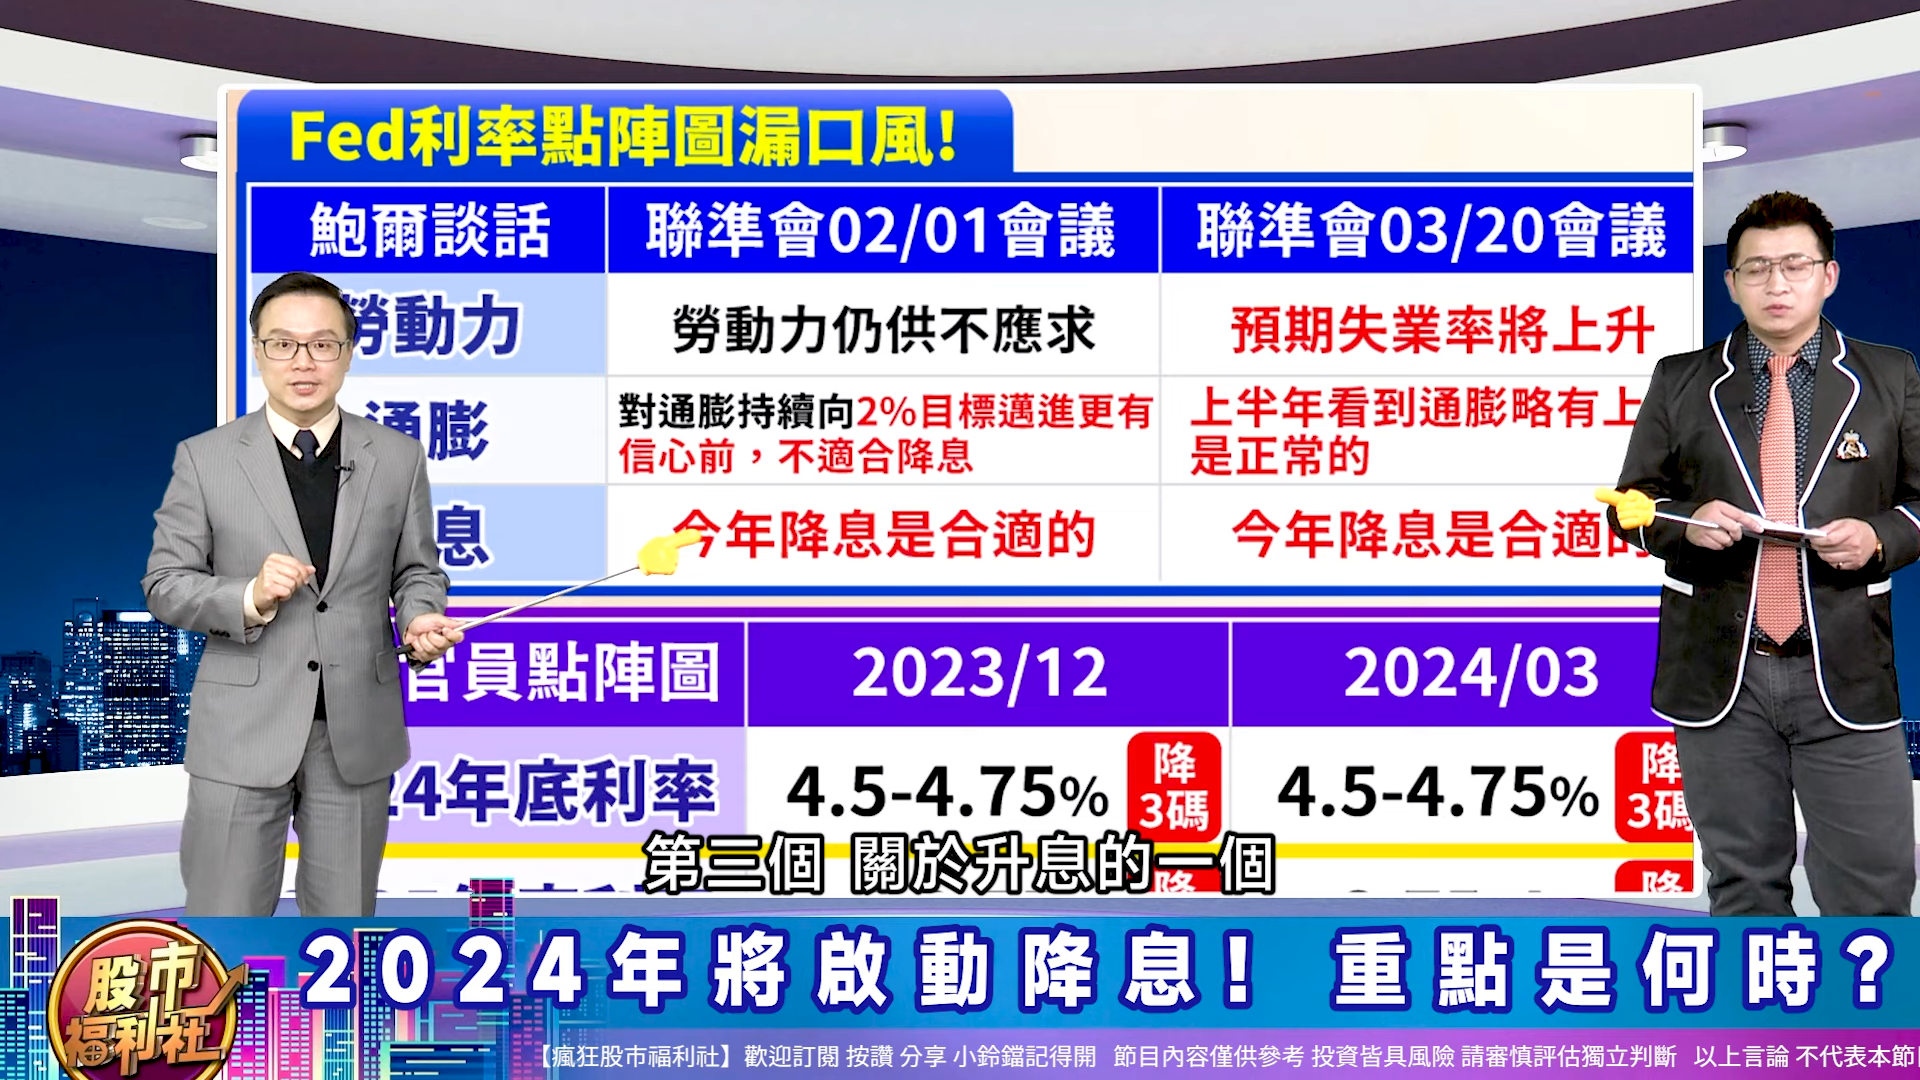 Fed利率點陣圖漏口風!
鮑爾談話 聯準會02/01會議 聯準會03/20會議
勞動力 勞動力仍供不應求 預期失業率將上升
通膨 對通膨持續向2%目標邁進更有
信心前，不適合降息
上半年看到通膨略有上
是正常的
息 今年降息是合適的 今年降息是合適的
官員點陣圖 2023/12 2024/03
24年底利率 4.5-4.75% 降
3碼
4.5-4.75% 降
3碼
第三個 關於升息的一個
2024年將啟動降息! 重點是何時?
股市
福利社
【瘋狂股市福利社】歡迎訂閱 按讚 分享 小鈴鐺記得開 節目內容僅供參考 投資皆具風險 請審慎評估獨立判斷 以上言論 不代表本節